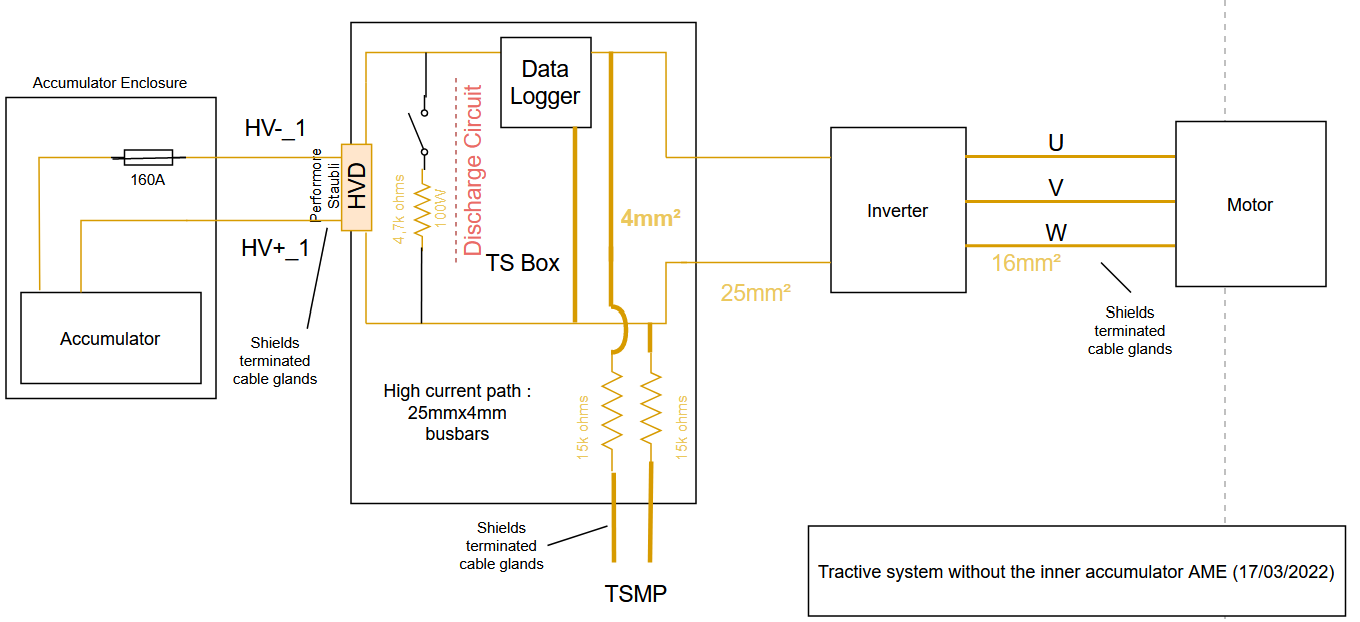 Accumulator Enclosure
160A
Accumulator
HV-_1
HV+_1
Performore
Staubli
HVD
Shields
terminated
cable glands
4,7k ohms
100W
Discharge Circuit
Data
Logger
TS Box
4mm²
High current path :
25mmx4mm
busbars
15k ohms
15k ohms
Shields
terminated
cable glands
TSMP
25mm²
Inverter
U
V
W
16mm²
Shields
terminated
cable glands
Motor
Tractive system without the inner accumulator AME (17/03/2022)